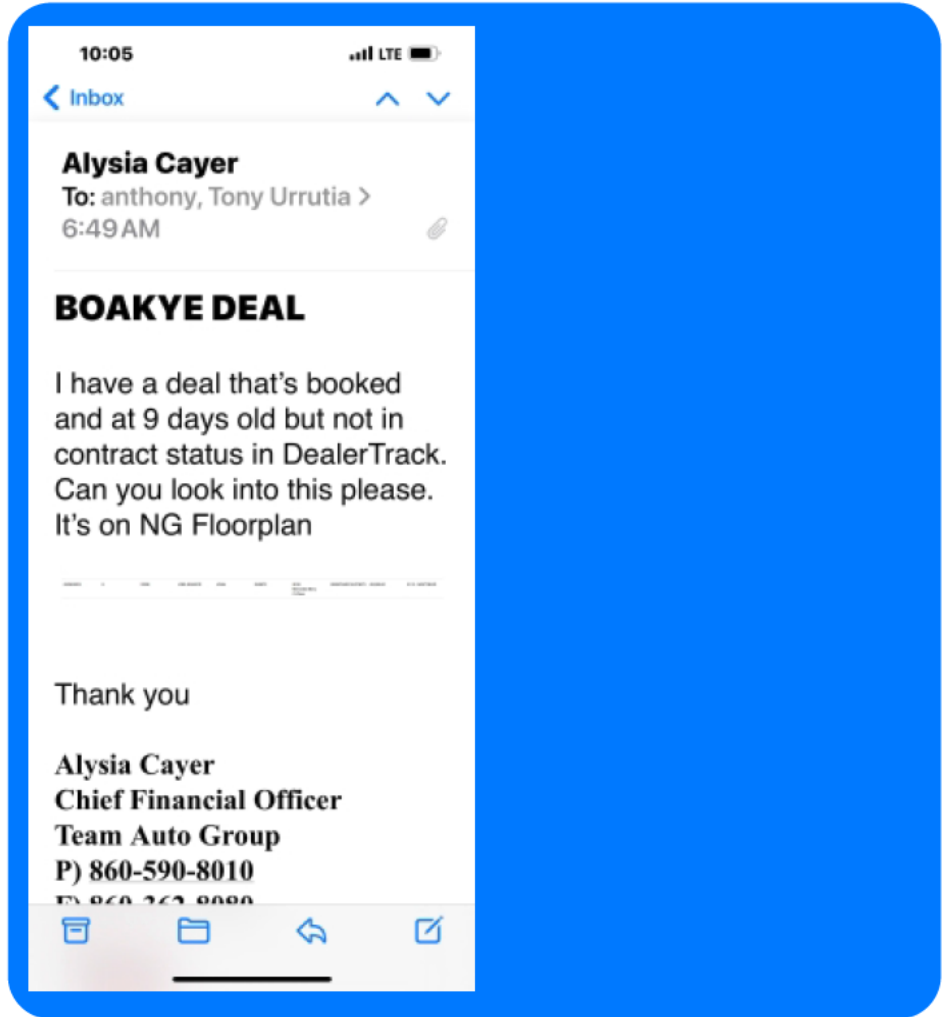 10:05 LTE
Inbox
Alysia Cayer
To: anthony, Tony Urrutia >
6:49 AM
BOAKYE DEAL
I have a deal that's booked
and at 9 days old but not in
contract status in DealerTrack.
Can you look into this please.
It's on NG Floorplan
Thank you
Alysia Cayer
Chief Financial Officer
Team Auto Group
P) 860-590-8010